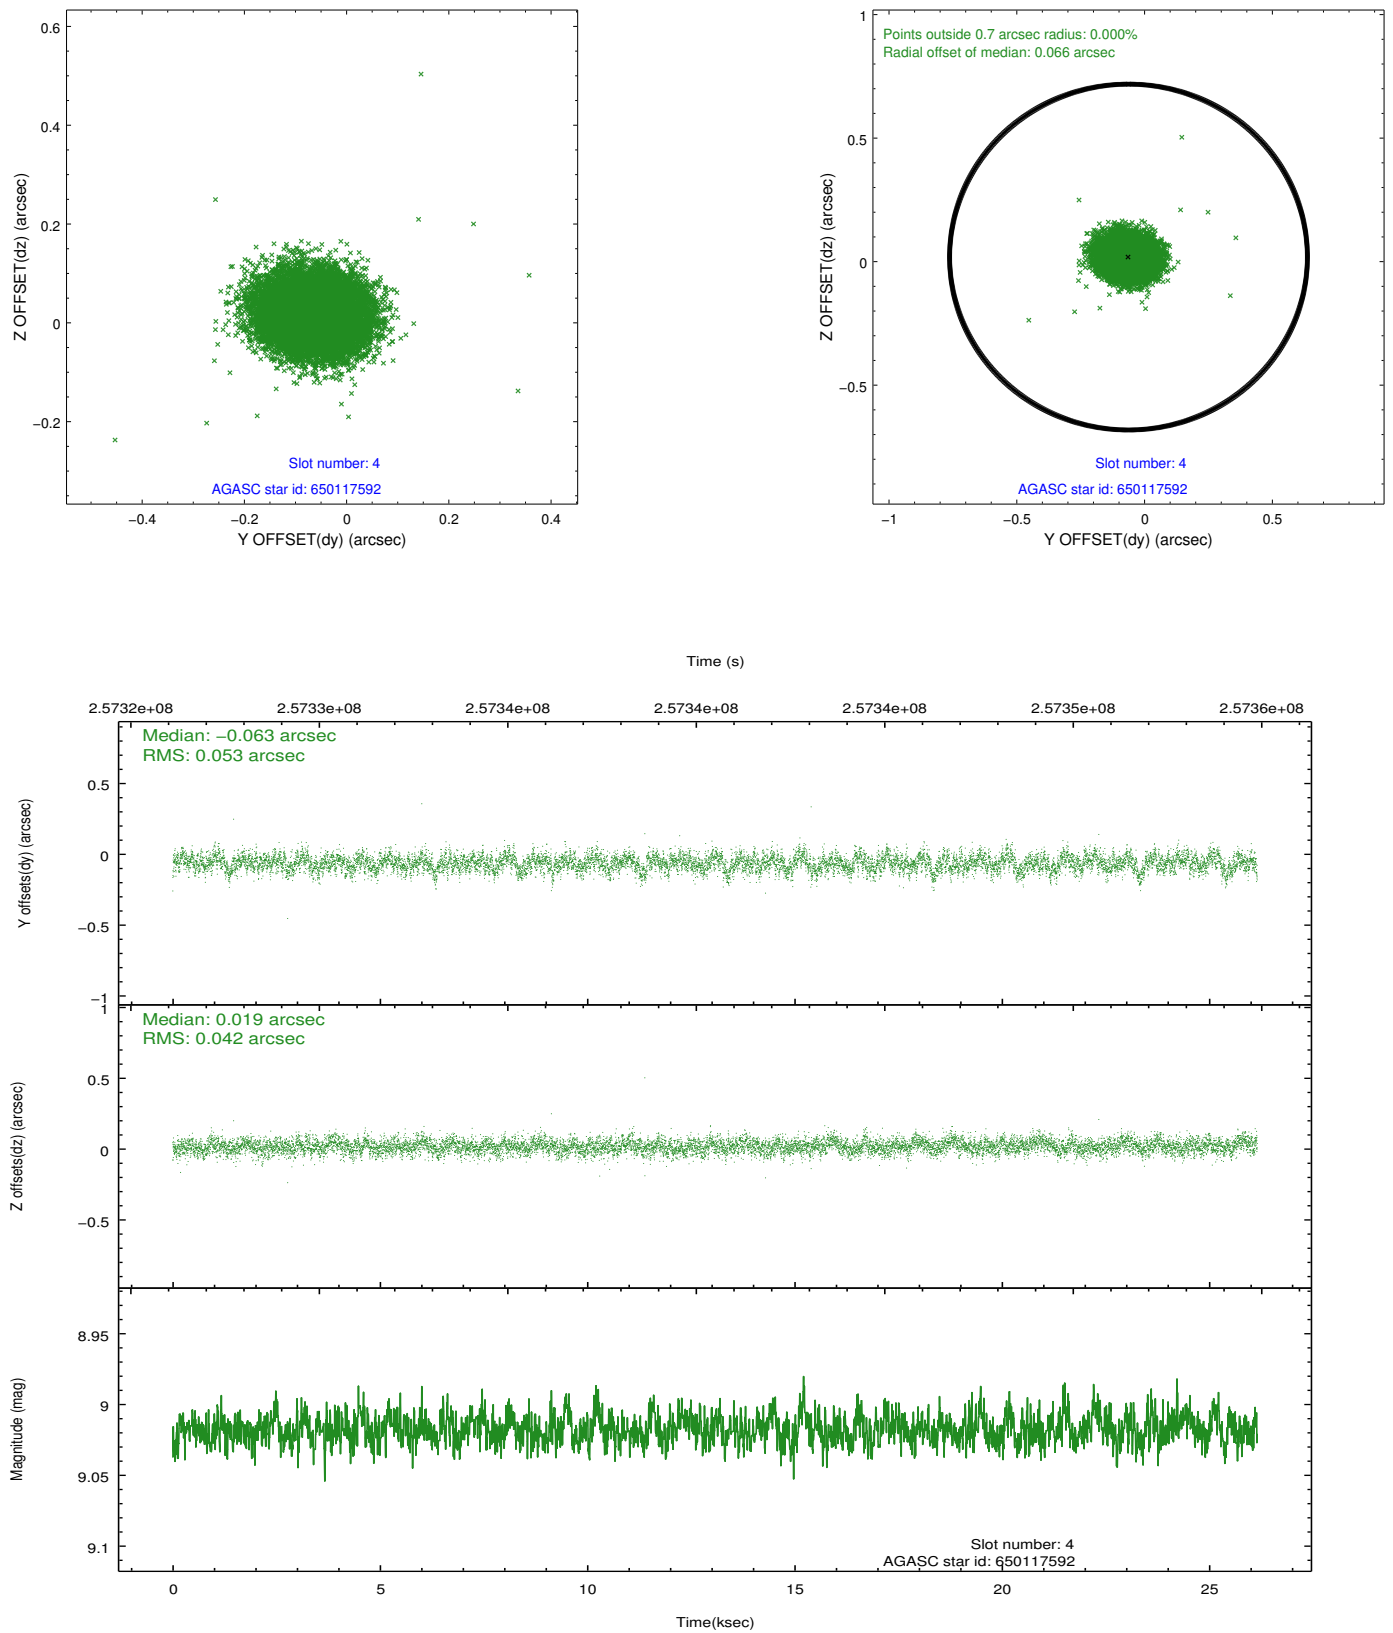 0.6
0.4
0.2
0
−0.2
Z OFFSET(dz) (arcsec)
Slot number: 4
AGASC star id: 650117592
−0.4
−0.2
0
0.2
0.4
Y OFFSET(dy) (arcsec)
1
0.5
0
−0.5
Z OFFSET(dz) (arcsec)
Points outside 0.7 arcsec radius: 0.000%
Radial offset of median: 0.066 arcsec
Slot number: 4
AGASC star id: 650117592
−1
−0.5
0
0.5
Y OFFSET(dy) (arcsec)
Time (s)
2.5732e+08 2.5733e+08 2.5734e+08 2.5734e+08 2.5734e+08 2.5735e+08 2.5736e+08
Median: −0.063 arcsec
RMS: 0.053 arcsec
0.5
0
−0.5
−1
Y offsets(dy) (arcsec)
Median: 0.019 arcsec
RMS: 0.042 arcsec
1
0.5
0
−0.5
Z offsets(dz) (arcsec)
8.95
9
9.05
9.1
Magnitude (mag)
Slot number: 4
AGASC star id: 650117592
0 5 10 15 20 25
Time(ksec)